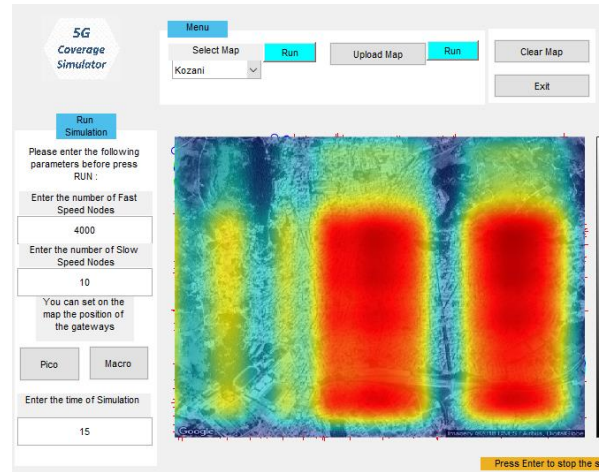 5G
Coverage
Simulator
Menu
Select Map
Run
Kozani
Upload Map
Run
Clear Map
Exit
Run
Simulation
Please enter the following
parameters before press
RUN :
Enter the number of Fast
Speed Nodes
4000
Enter the number of Slow
Speed Nodes
10
You can set on the
map the position of
the gateways
Pico
Macro
Enter the time of Simulation
15
Google
Press Enter to stop the s